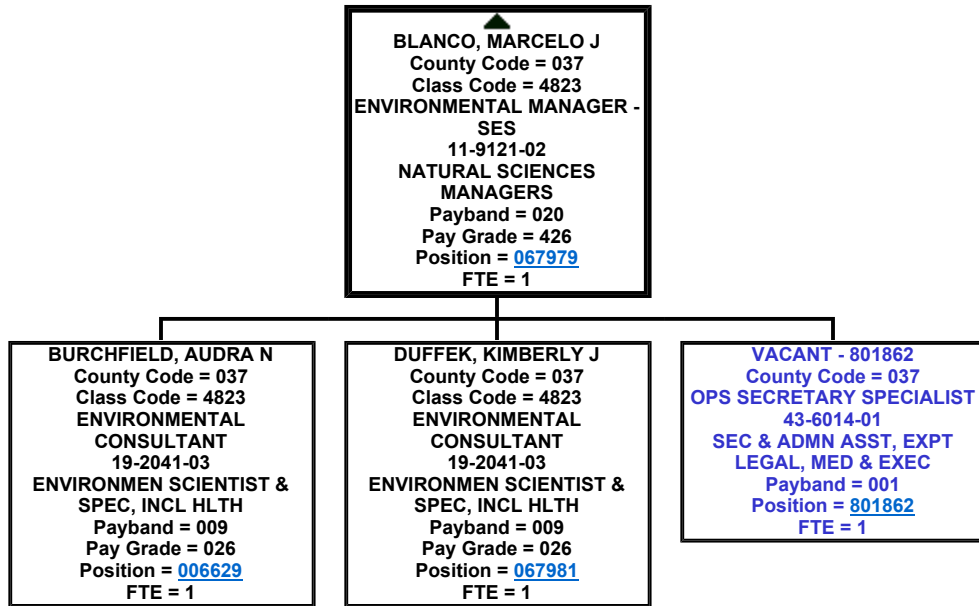 BLANCO, MARCELO J
County Code = 037
Class Code = 4823
ENVIRONMENTAL MANAGER -
SES
11-9121-02
NATURAL SCIENCES
MANAGERS
Payband = 020
Pay Grade = 426
Position = 067979
FTE = 1
BURCHFIELD, AUDRA N
County Code = 037
Class Code = 4823
ENVIRONMENTAL
CONSULTANT
19-2041-03
ENVIRONMEN SCIENTIST &
SPEC, INCL HLTH
Payband = 009
Pay Grade = 026
Position = 006629
FTE = 1
DUFFEK, KIMBERLY J
County Code = 037
Class Code = 4823
ENVIRONMENTAL
CONSULTANT
19-2041-03
ENVIRONMEN SCIENTIST &
SPEC, INCL HLTH
Payband = 009
Pay Grade = 026
Position = 067981
FTE = 1
VACANT - 801862
County Code = 037
OPS SECRETARY SPECIALIST
43-6014-01
SEC & ADMN ASST, EXPT
LEGAL, MED & EXEC
Payband = 001
Position = 801862
FTE = 1